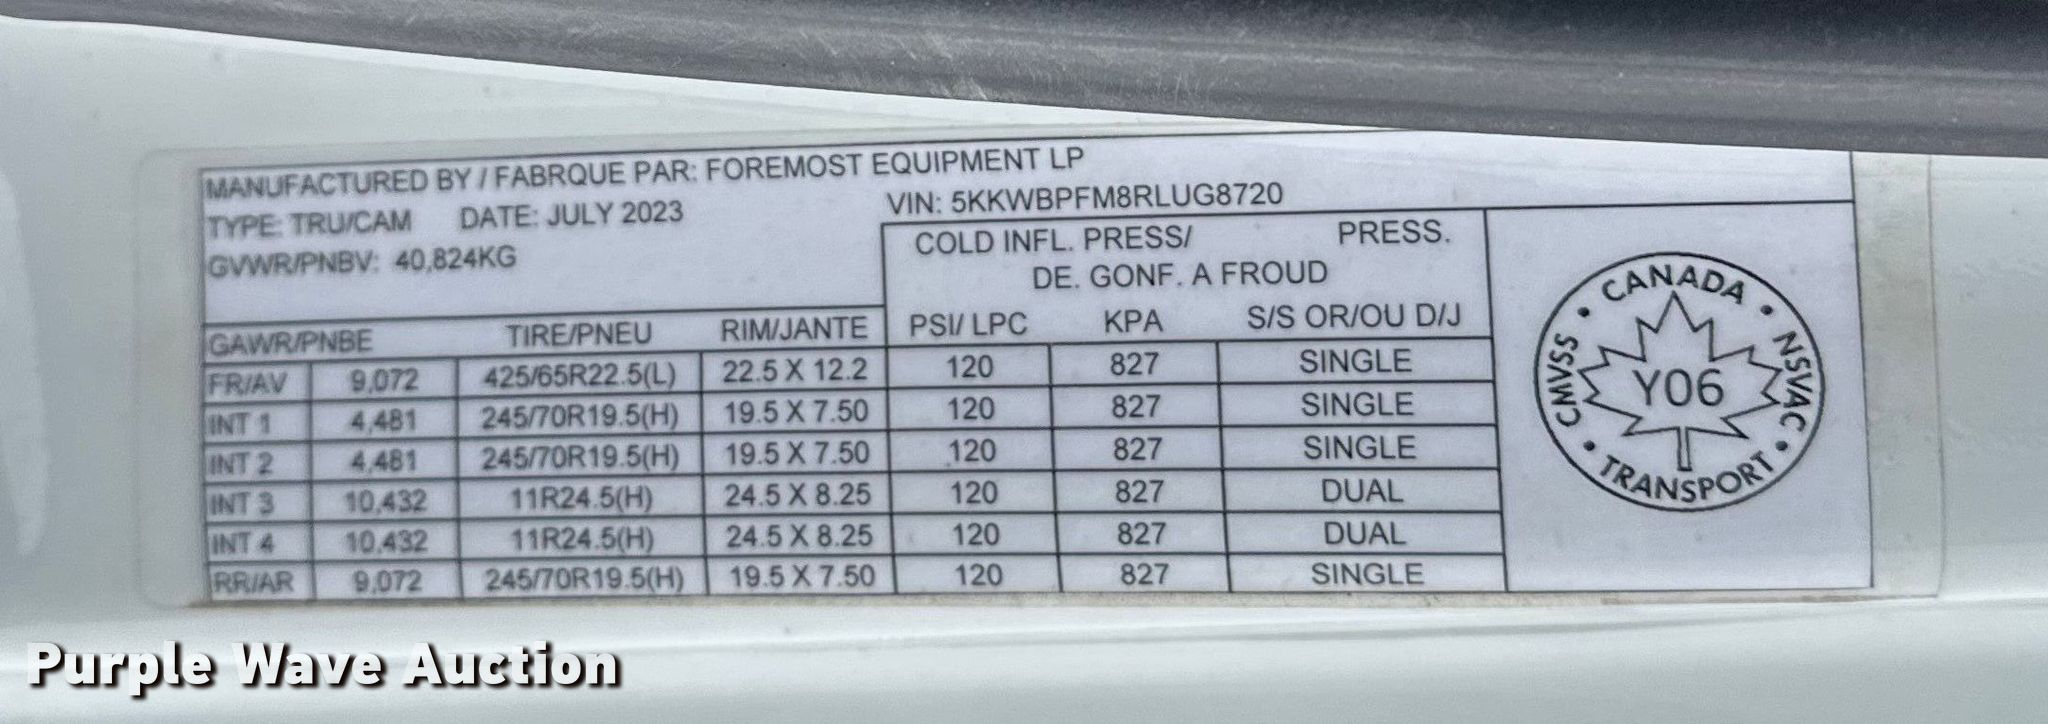 MANUFACTURED BY / FABRQUE PAR: FOREMOST EQUIPMENT LP
TYPE: TRU/CAM DATE: JULY 2023 VIN: 5KKWBPFM8RLUG8720
GVWR/PNBV: 40,824KG
COLD INFL. PRESS/ PRESS.
DE. GONF. A FROUD
GAWR/PNBE TIRE/PNEU RIM/JANTE PSI/ LPC KPA S/S OR/OU D/J
FR/AV 9,072 425/65R22.5(L) 22.5 X 12.2 120 827 SINGLE
INT 1 4,481 245/70R19.5(H) 19.5 X 7.50 120 827 SINGLE
INT 2 4,481 245/70R19.5(H) 19.5 X 7.50 120 827 SINGLE
INT 3 10,432 11R24.5(H) 24.5 X 8.25 120 827 DUAL
INT 4 10,432 11R24.5(H) 24.5 X 8.25 120 827 DUAL
RR/AR 9,072 245/70R19.5(H) 19.5 X 7.50 120 827 SINGLE
CMVSS • CANADA • NSVAC • TRANSPORT •
Y06
Purple Wave Auction